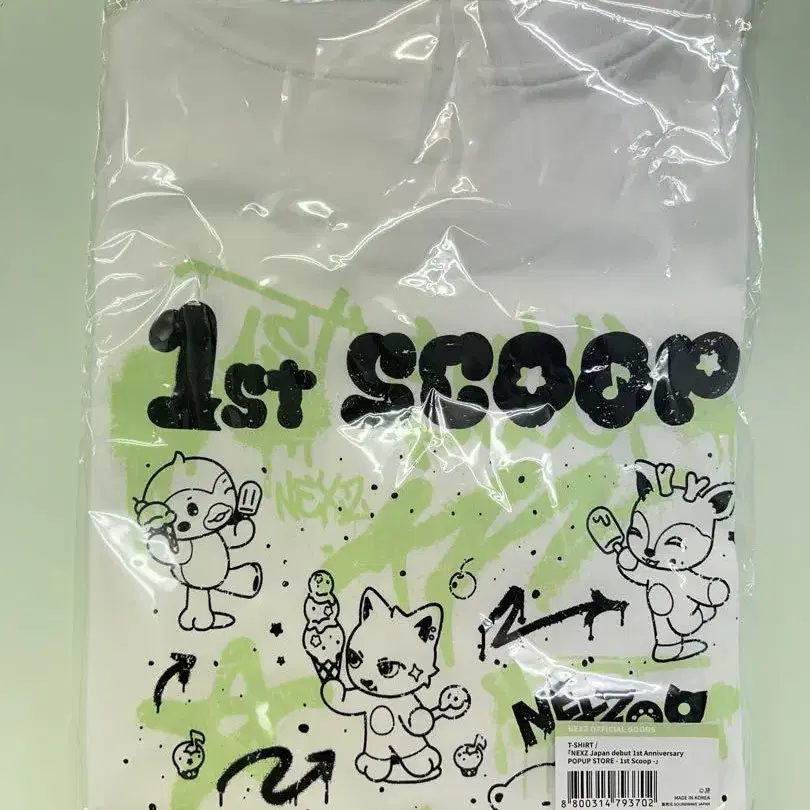 1st
1st SCOOP
NEXZ
NEXZOO
NEXZ OFFICIAL GOODS
T-SHIRT /
「NEXZ Japan debut 1st Anniversary
POPUP STORE - 1st Scoop -」
MADE IN KOREA
8 800314 793702